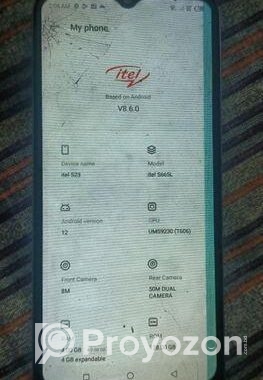 My phone
itel
Based on Android
V8.6.0
Device name
Model
itel S23
itel S665L
Android version
CPU
12
UMS9230 (T606)
Front Camera
Rear Camera
8M
50M DUAL
CAMERA
ROM
4 GB expandable
Proyozon